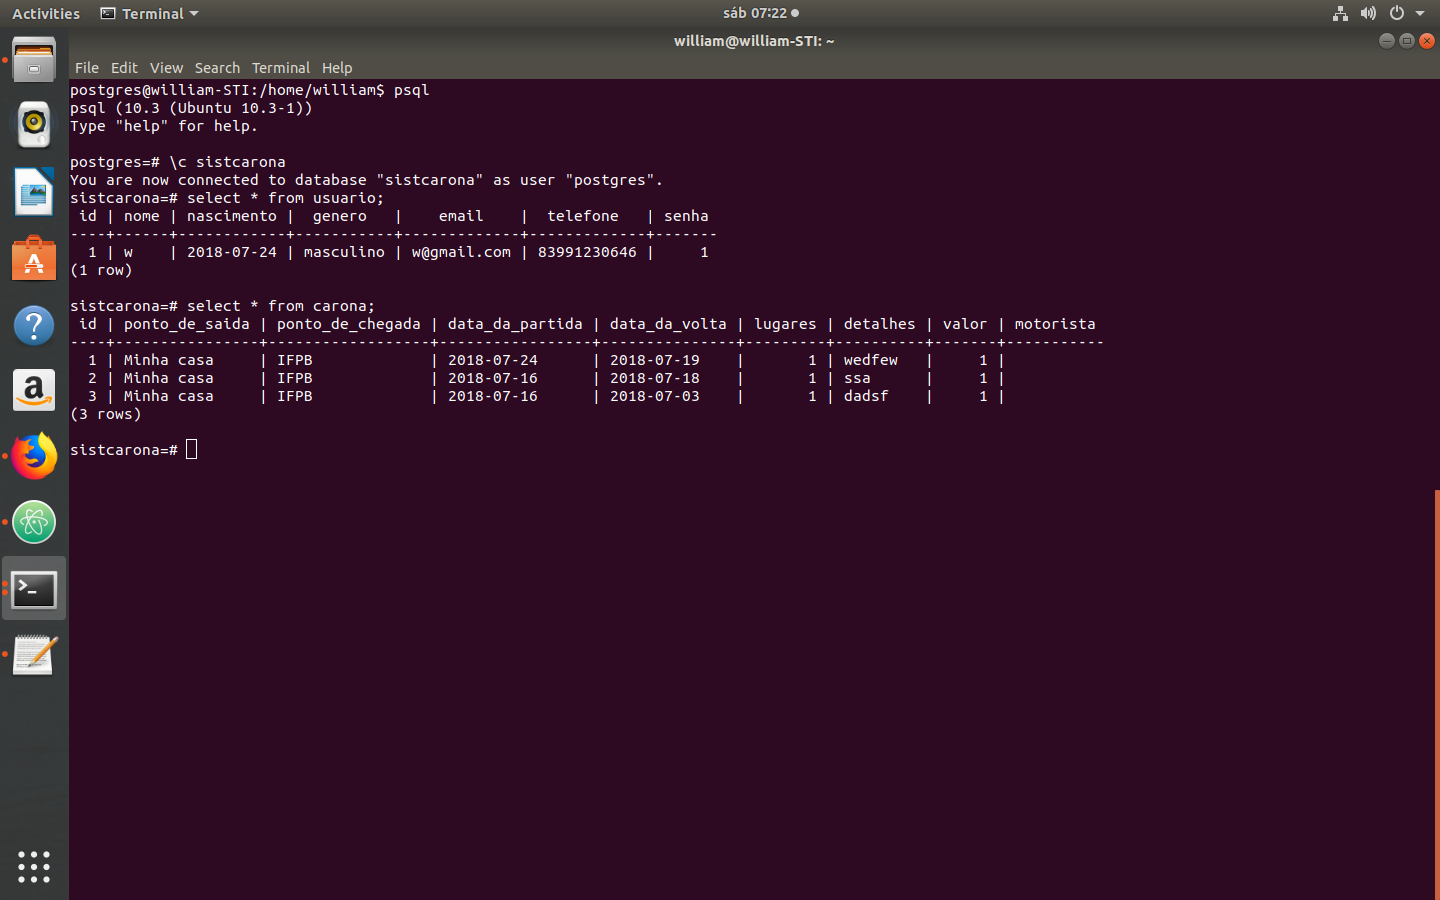 Activities Terminal sáb 07:22
william@william-STI: ~
File Edit View Search Terminal Help
postgres@william-STI:/home/william$ psql
psql (10.3 (Ubuntu 10.3-1))
Type "help" for help.
postgres=# \c sistcarona
You are now connected to database "sistcarona" as user "postgres".
sistcarona=# select * from usuario;
 id | nome | nascimento |  genero   |    email    |  telefone   | senha
----+------+------------+-----------+-------------+-------------+-------
  1 | w    | 2018-07-24 | masculino | w@gmail.com | 83991230646 |     1
(1 row)
sistcarona=# select * from carona;
 id | ponto_de_saida | ponto_de_chegada | data_da_partida | data_da_volta | lugares | detalhes | valor | motorista
----+----------------+------------------+-----------------+---------------+---------+----------+-------+-----------
  1 | Minha casa     | IFPB             | 2018-07-24      | 2018-07-19    |       1 | wedfew   |     1 |
  2 | Minha casa     | IFPB             | 2018-07-16      | 2018-07-18    |       1 | ssa      |     1 |
  3 | Minha casa     | IFPB             | 2018-07-16      | 2018-07-03    |       1 | dadsf    |     1 |
(3 rows)
sistcarona=#